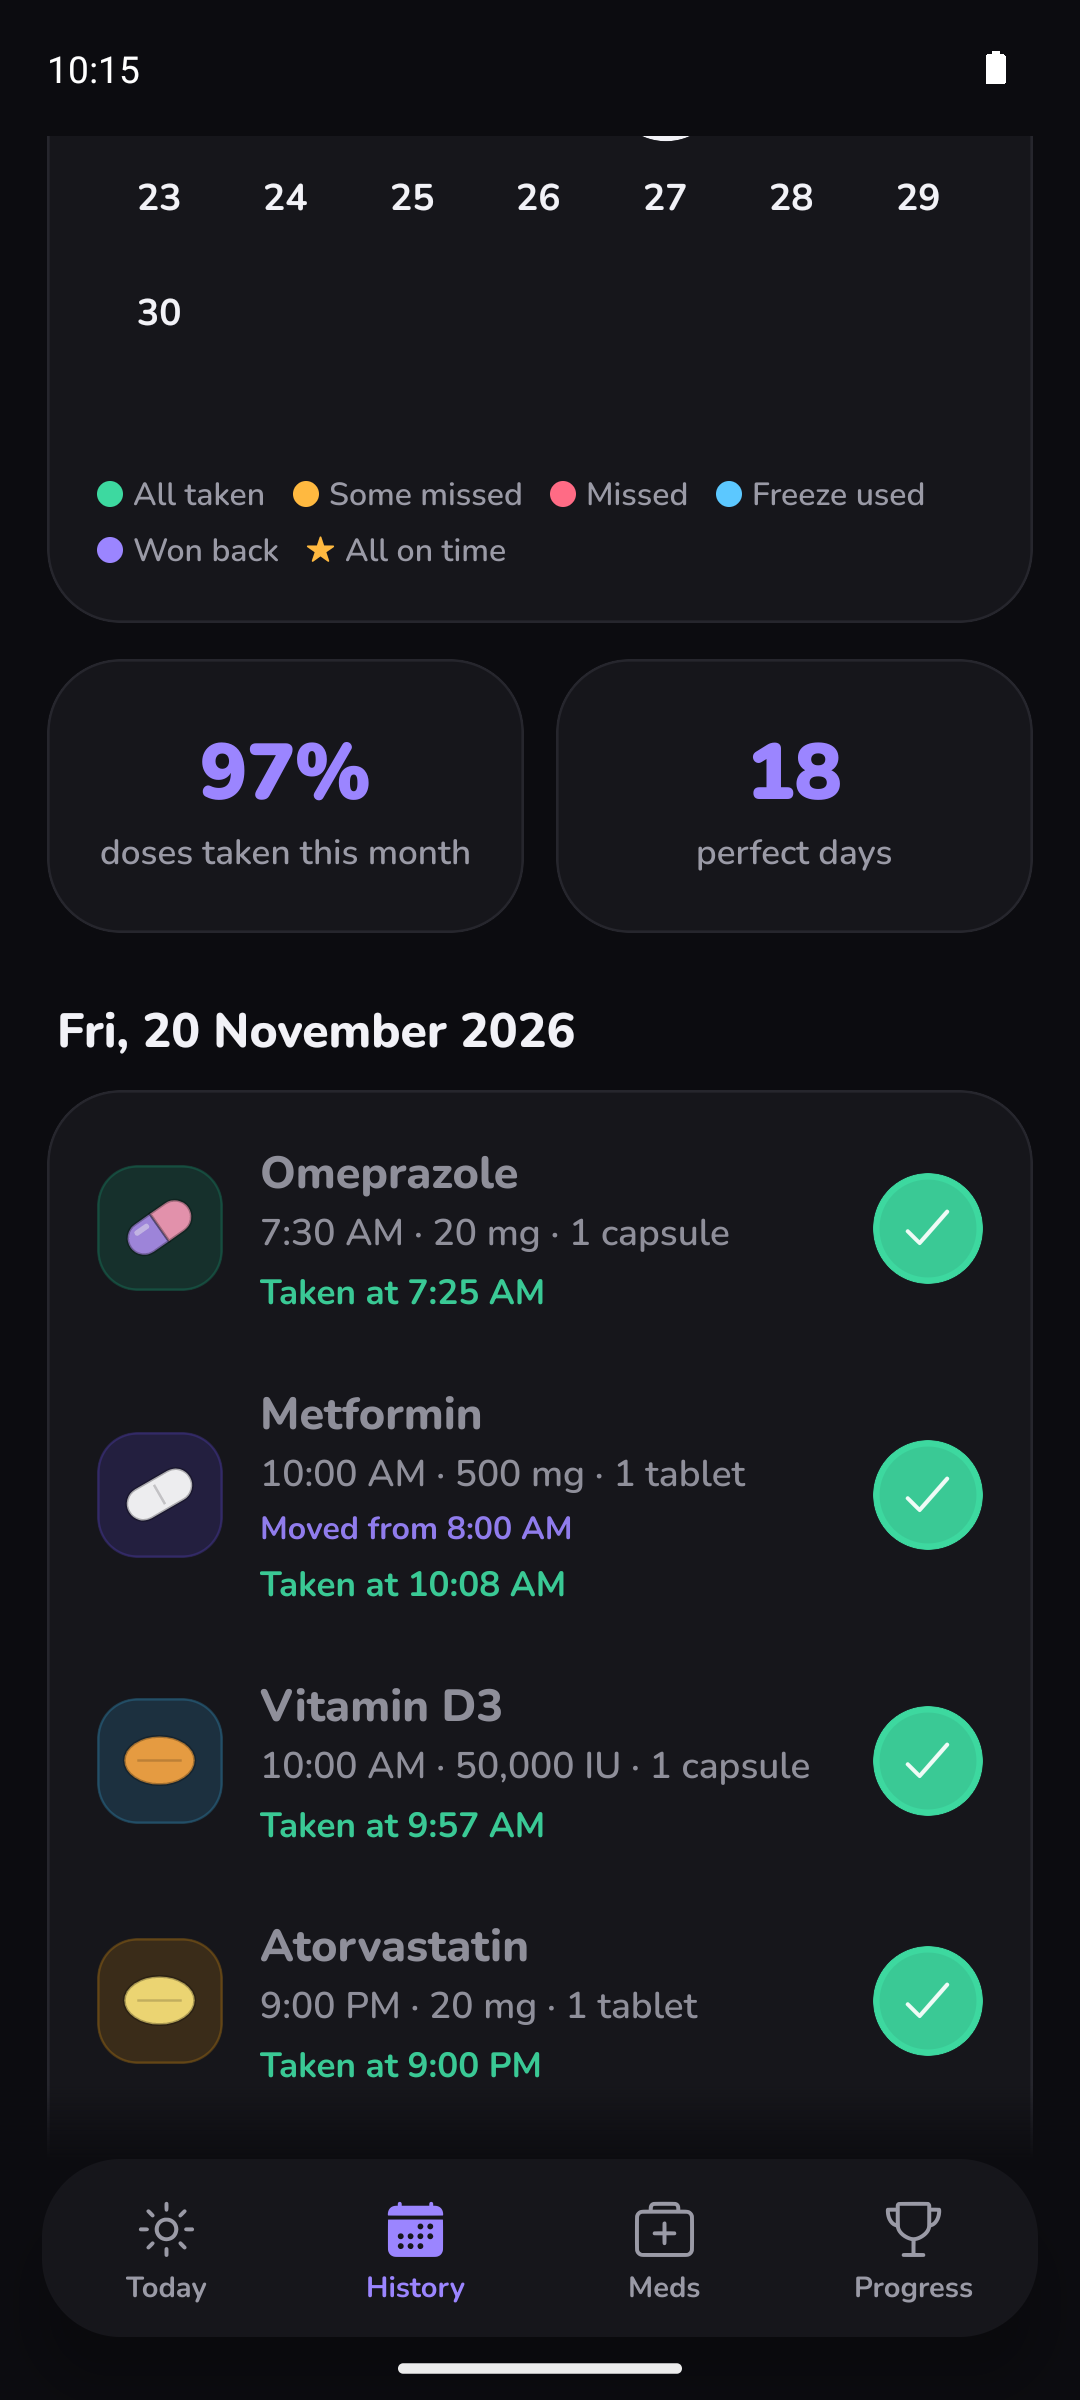 10:15
23 24 25 26 27 28 29
30
All taken Some missed Missed Freeze used
Won back All on time
97%
doses taken this month
18
perfect days
Fri, 20 November 2026
Omeprazole
7:30 AM · 20 mg · 1 capsule
Taken at 7:25 AM
Metformin
10:00 AM · 500 mg · 1 tablet
Moved from 8:00 AM
Taken at 10:08 AM
Vitamin D3
10:00 AM · 50,000 IU · 1 capsule
Taken at 9:57 AM
Atorvastatin
9:00 PM · 20 mg · 1 tablet
Taken at 9:00 PM
Today History Meds Progress